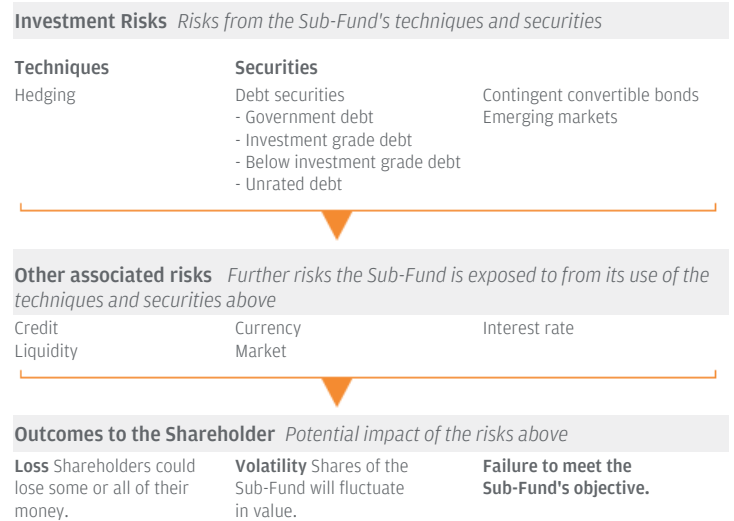 Investment Risks Risks from the Sub-Fund's techniques and securities
Techniques
Hedging
Securities
Debt securities
- Government debt
- Investment grade debt
- Below investment grade debt
- Unrated debt
Contingent convertible bonds
Emerging markets
Other associated risks Further risks the Sub-Fund is exposed to from its use of the
techniques and securities above
Credit
Liquidity
Currency
Market
Interest rate
Outcomes to the Shareholder Potential impact of the risks above
Loss Shareholders could
lose some or all of their
money.
Volatility Shares of the
Sub-Fund will fluctuate
in value.
Failure to meet the
Sub-Fund's objective.